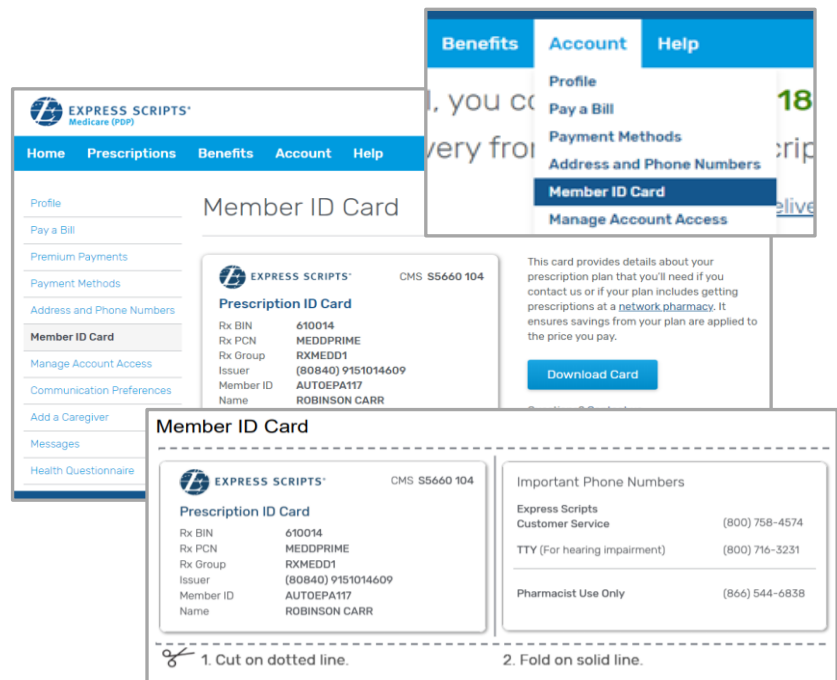 Benefits Account Help
Profile
Pay a Bill
Payment Methods
Address and Phone Numbers
Member ID Card
Manage Account Access
, you
18
very
EXPRESS SCRIPTS®
Medicare (PDP)
Home Prescriptions Benefits Account Help
Profile
Pay a Bill
Premium Payments
Payment Methods
Address and Phone Numbers
Member ID Card
Manage Account Access
Communication Preferences
Add a Caregiver
Messages
Health Questionnaire
Member ID Card
EXPRESS SCRIPTS® CMS S5660 104
Prescription ID Card
Rx BIN 610014
Rx PCN MEDDPRIME
Rx Group RXMEDD1
Issuer (80840) 9151014609
Member ID AUTOEPA117
Name ROBINSON CARR
This card provides details about your
prescription plan that you'll need if you
contact us or if your plan includes getting
prescriptions at a network pharmacy. It
ensures savings from your plan are applied to
the price you pay.
Download Card
Member ID Card
EXPRESS SCRIPTS® CMS S5660 104
Prescription ID Card
Rx BIN 610014
Rx PCN MEDDPRIME
Rx Group RXMEDD1
Issuer (80840) 9151014609
Member ID AUTOEPA117
Name ROBINSON CARR
Important Phone Numbers
Express Scripts
Customer Service (800) 758-4574
TTY (For hearing impairment) (800) 716-3231
Pharmacist Use Only (866) 544-6838
1. Cut on dotted line. 2. Fold on solid line.